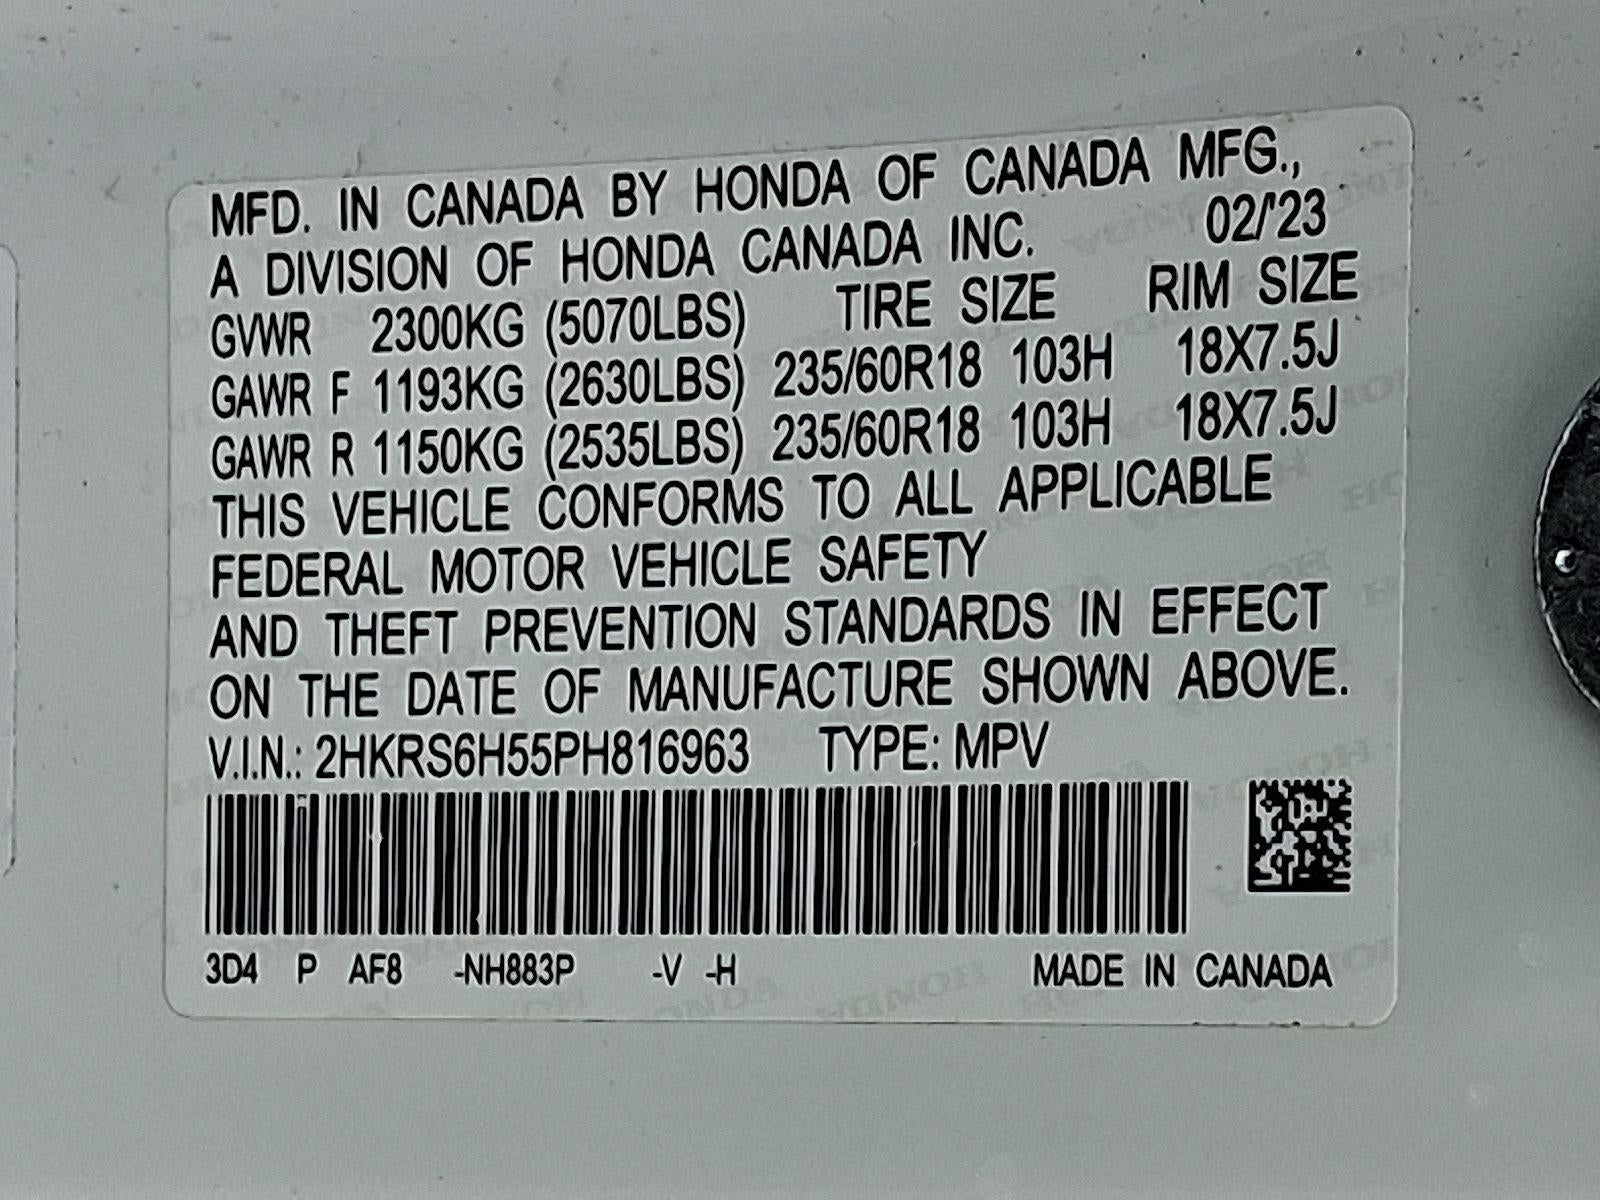 MFD. IN CANADA BY HONDA OF CANADA MFG.,
A DIVISION OF HONDA CANADA INC. 02/'23
GVWR 2300KG (5070LBS) TIRE SIZE RIM SIZE
GAWR F 1193KG (2630LBS) 235/60R18 103H 18X7.5J
GAWR R 1150KG (2535LBS) 235/60R18 103H 18X7.5J
THIS VEHICLE CONFORMS TO ALL APPLICABLE
FEDERAL MOTOR VEHICLE SAFETY
AND THEFT PREVENTION STANDARDS IN EFFECT
ON THE DATE OF MANUFACTURE SHOWN ABOVE.
V.I.N.: 2HKRS6H55PH816963 TYPE: MPV
3D4 P AF8 -NH883P -V -H MADE IN CANADA